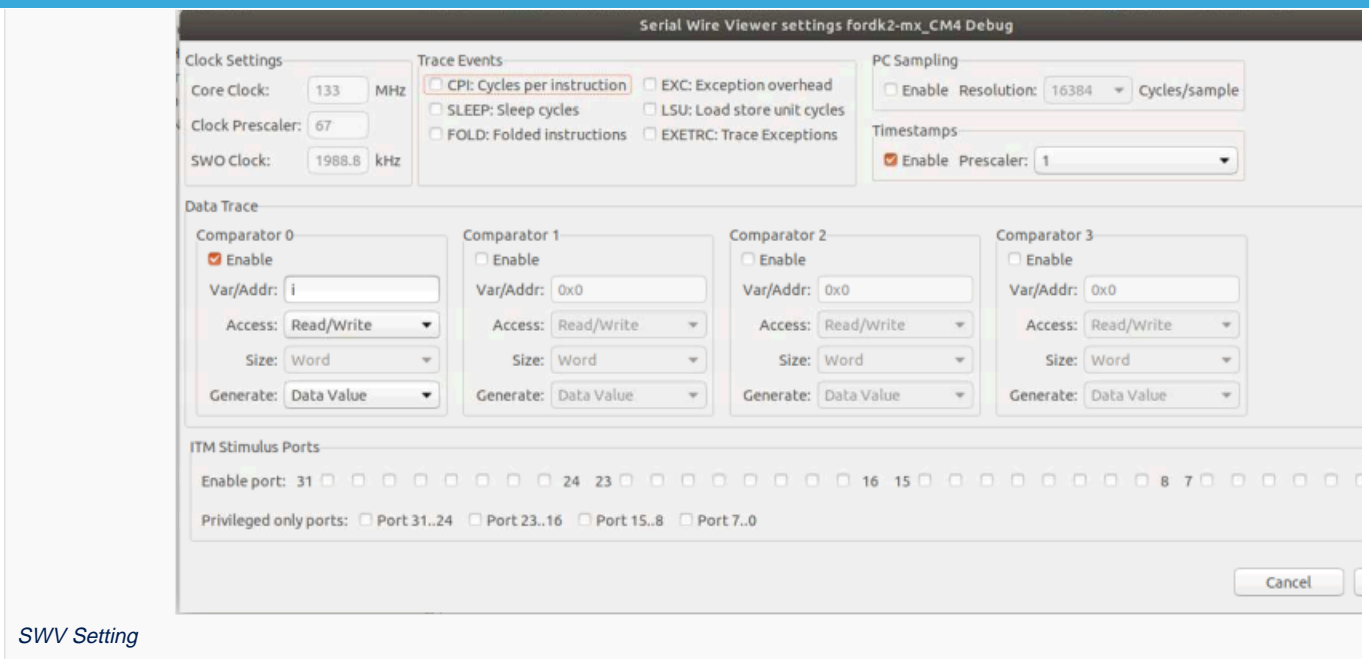 Serial Wire Viewer settings fordk2-mx_CM4 Debug
Clock Settings
Core Clock: 133 MHz
Clock Prescaler: 67
SWO Clock: 1988.8 kHz
Trace Events
CPI: Cycles per instruction EXC: Exception overhead
SLEEP: Sleep cycles LSU: Load store unit cycles
FOLD: Folded instructions EXETRC: Trace Exceptions
PC Sampling
Enable Resolution: 16384 Cycles/sample
Timestamps
Enable Prescaler: 1
Data Trace
Comparator 0
Enable
Var/Addr: i
Access: Read/Write
Size: Word
Generate: Data Value
Comparator 1
Enable
Var/Addr: 0x0
Access: Read/Write
Size: Word
Generate: Data Value
Comparator 2
Enable
Var/Addr: 0x0
Access: Read/Write
Size: Word
Generate: Data Value
Comparator 3
Enable
Var/Addr: 0x0
Access: Read/Write
Size: Word
Generate: Data Value
ITM Stimulus Ports
Enable port: 31 24 23 16 15 8 7
Privileged only ports: Port 31..24 Port 23..16 Port 15..8 Port 7..0
Cancel
SWV Setting